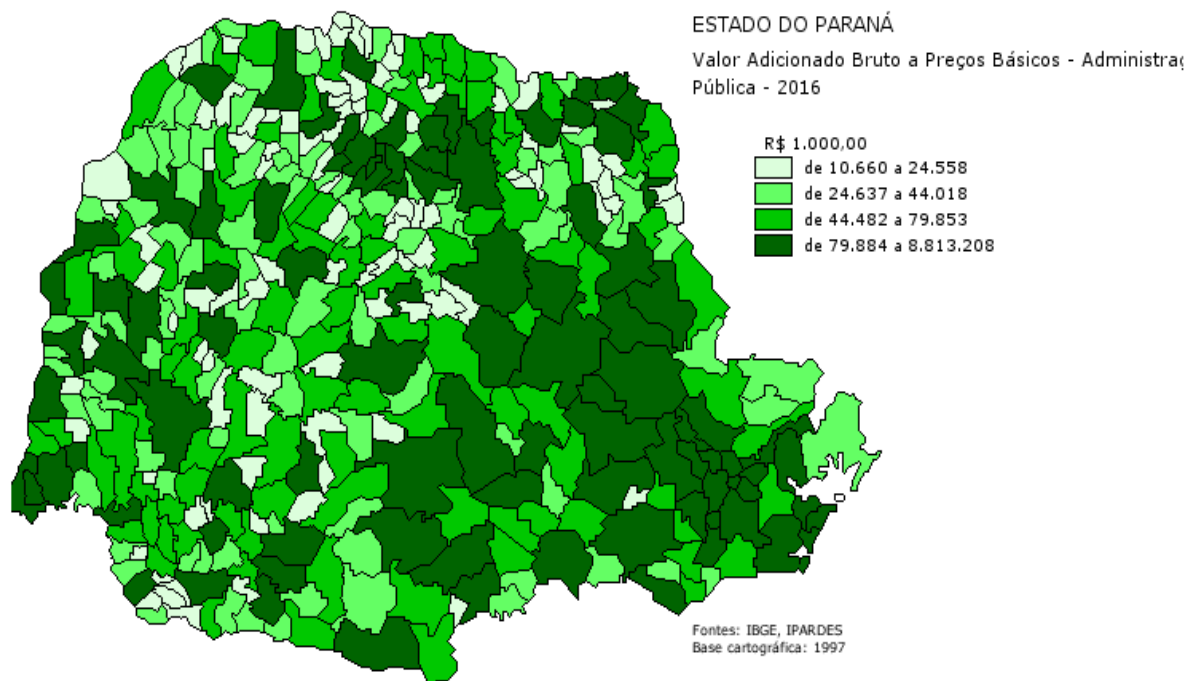 ESTADO DO PARANÁ
Valor Adicionado Bruto a Preços Básicos - Administraç
Pública - 2016
R$ 1.000,00
de 10.660 a 24.558
de 24.637 a 44.018
de 44.482 a 79.853
de 79.884 a 8.813.208
Fontes: IBGE, IPARDES
Base cartográfica: 1997